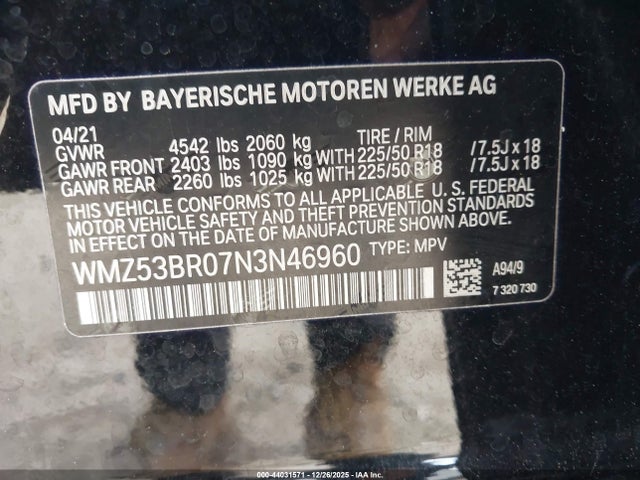 MFD BY BAYERISCHE MOTOREN WERKE AG
04/21 TIRE / RIM
GVWR 4542 lbs 2060 kg
GAWR FRONT 2403 lbs 1090 kg WITH 225/50 R18 /7.5J x 18
GAWR REAR 2260 lbs 1025 kg WITH 225/50 R18 /7.5J x 18
THIS VEHICLE CONFORMS TO ALL APPLICABLE U. S. FEDERAL
MOTOR VEHICLE SAFETY AND THEFT PREVENTION STANDARDS
IN EFFECT ON THE DATE OF MANUFACTURE SHOWN ABOVE.
WMZ53BR07N3N46960 TYPE: MPV
A94/9
7 320 730
000-44031571 - 12/26/2025 - IAA Inc.